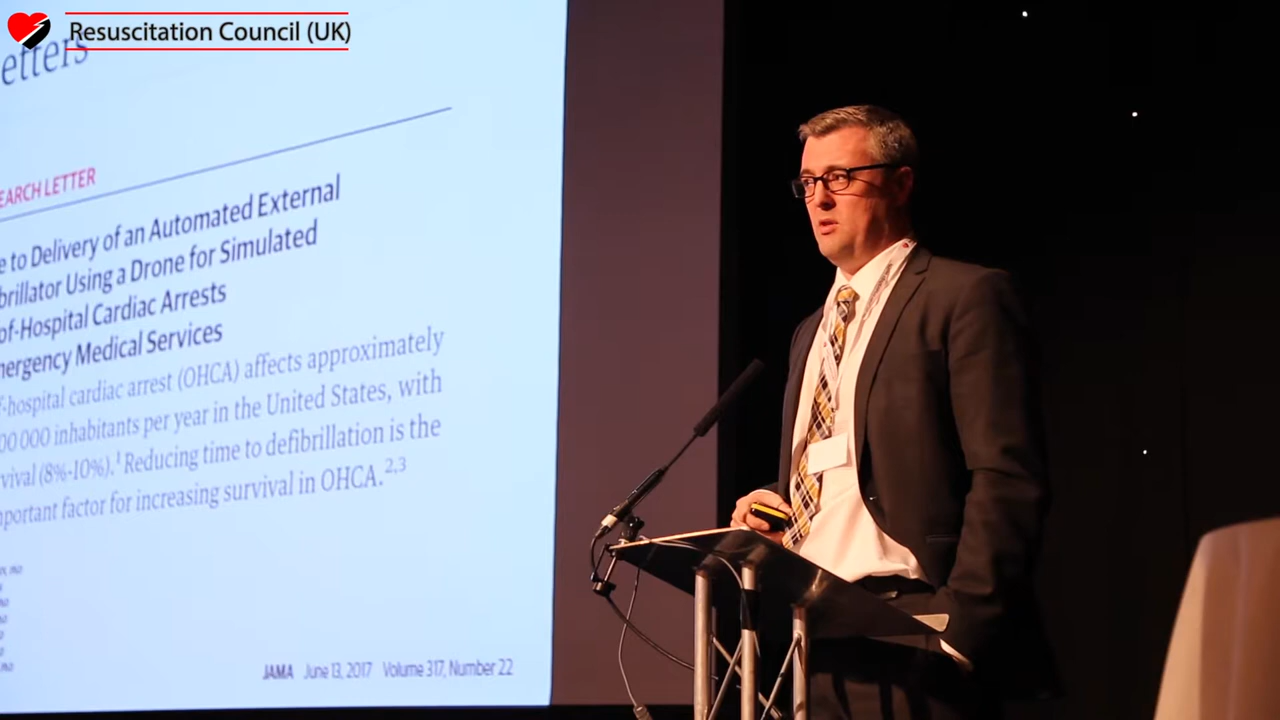 Resuscitation Council (UK)
etters
EARCH LETTER
e to Delivery of an Automated External
brillator Using a Drone for Simulated
of-Hospital Cardiac Arrests
mergency Medical Services
f-hospital cardiac arrest (OHCA) affects approximately
00 000 inhabitants per year in the United States, with
rvival (8%-10%).1 Reducing time to defibrillation is the
mportant factor for increasing survival in OHCA.2,3
JAMA June 13, 2017 Volume 317, Number 22